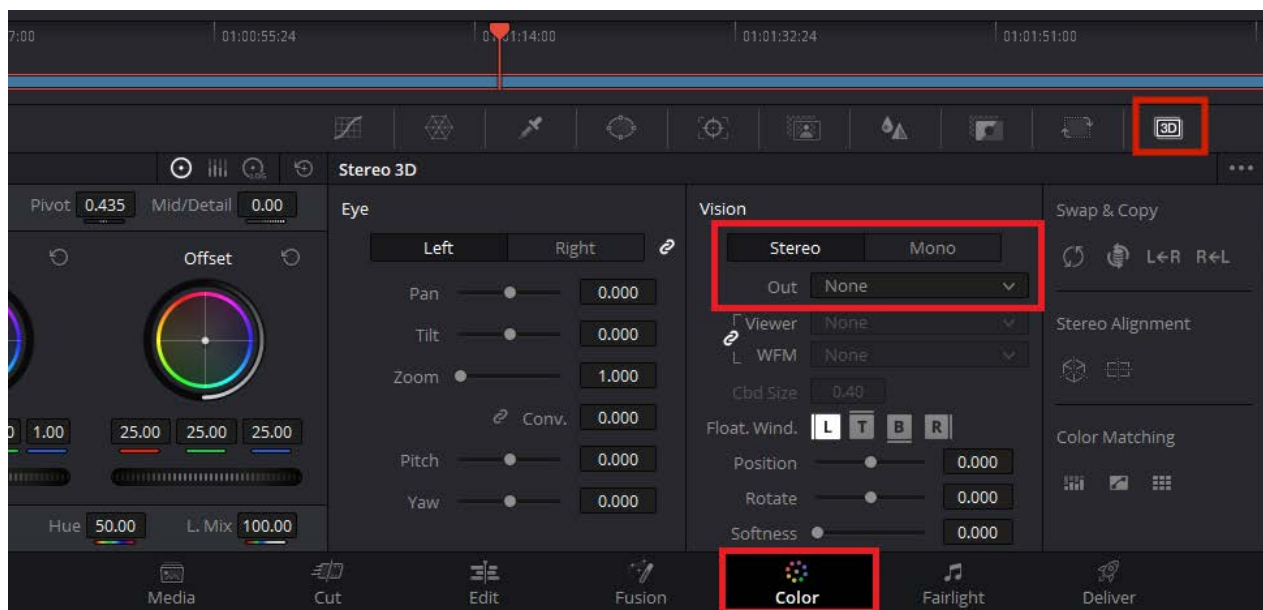 7:00 01:00:55:24 01:01:14:00 01:01:32:24 01:01:51:00
3D
LOG
Stereo 3D
Pivot 0.435 Mid/Detail 0.00
Eye
Vision
Swap & Copy
Left Right
Stereo Mono
L←R R←L
Offset
Out None
Pan 0.000
Viewer None
Stereo Alignment
Tilt 0.000
WFM None
Zoom 1.000
Cbd Size 0.40
1.00 25.00 25.00 25.00
Conv. 0.000
Float. Wind. L T B R
Color Matching
Pitch 0.000
Position 0.000
Yaw 0.000
Rotate 0.000
Hue 50.00 L. Mix 100.00
Softness 0.000
Media Cut Edit Fusion Color Fairlight Deliver